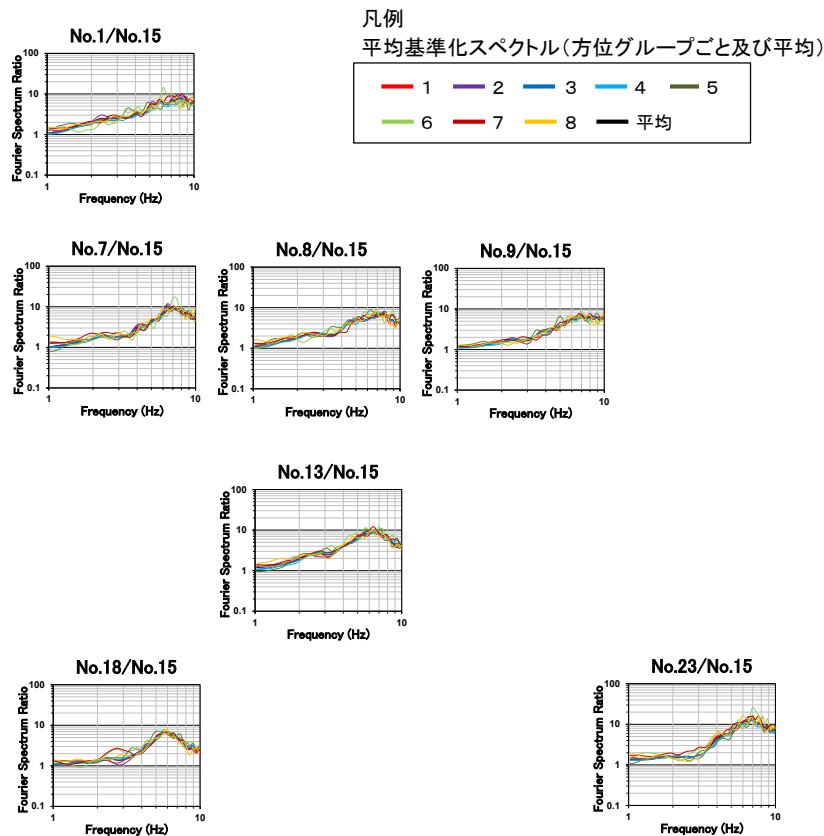 凡例
平均基準化スペクトル(方位グループごと及び平均)
1 2 3 4 5
6 7 8 平均
No.1/No.15
Fourier Spectrum Ratio
100
10
1
0.1
1 10
Frequency (Hz)
No.7/No.15
Fourier Spectrum Ratio
100
10
1
0.1
1 10
Frequency (Hz)
No.8/No.15
Fourier Spectrum Ratio
100
10
1
0.1
1 10
Frequency (Hz)
No.9/No.15
Fourier Spectrum Ratio
100
10
1
0.1
1 10
Frequency (Hz)
No.13/No.15
Fourier Spectrum Ratio
100
10
1
0.1
1 10
Frequency (Hz)
No.18/No.15
Fourier Spectrum Ratio
100
10
1
0.1
1 10
Frequency (Hz)
No.23/No.15
Fourier Spectrum Ratio
100
10
1
0.1
1 10
Frequency (Hz)